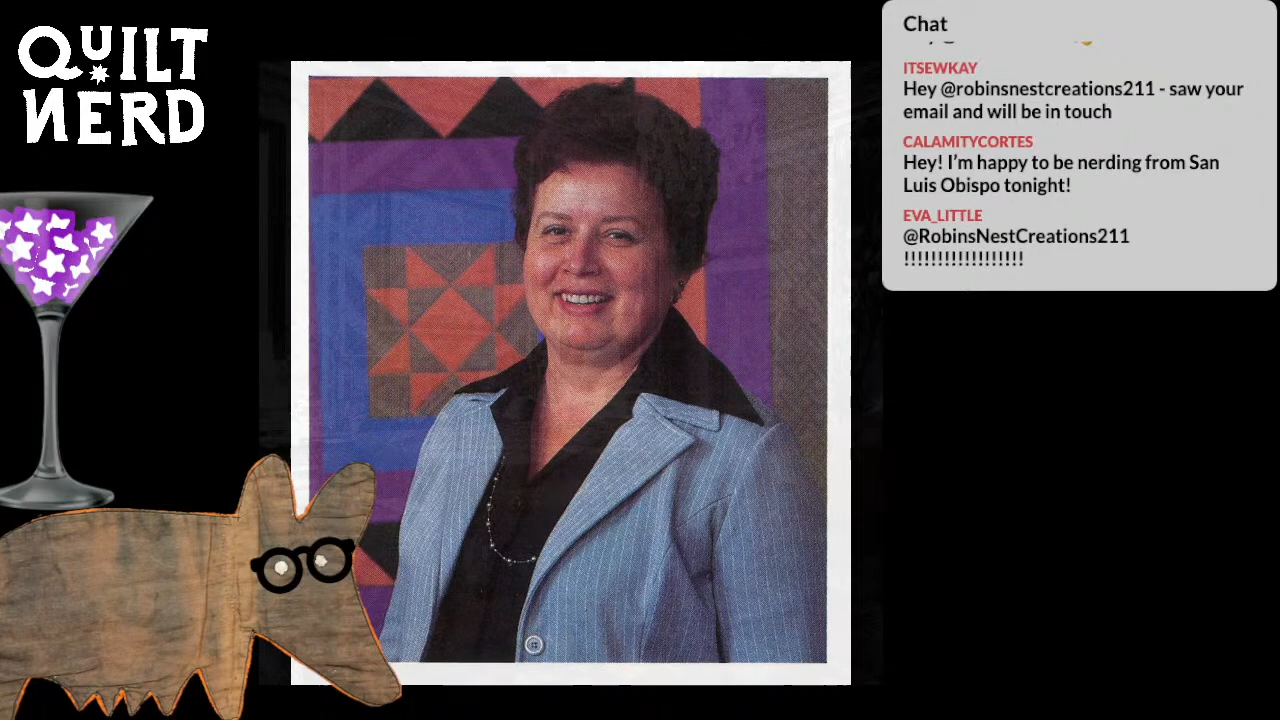 QUILT
NERD
Chat
ITSEWKAY
Hey @robinsnestcreations211 - saw your
email and will be in touch
CALAMITYCORTES
Hey! I'm happy to be nerding from San
Luis Obispo tonight!
EVA_LITTLE
@RobinsNestCreations211
!!!!!!!!!!!!!!!!!!